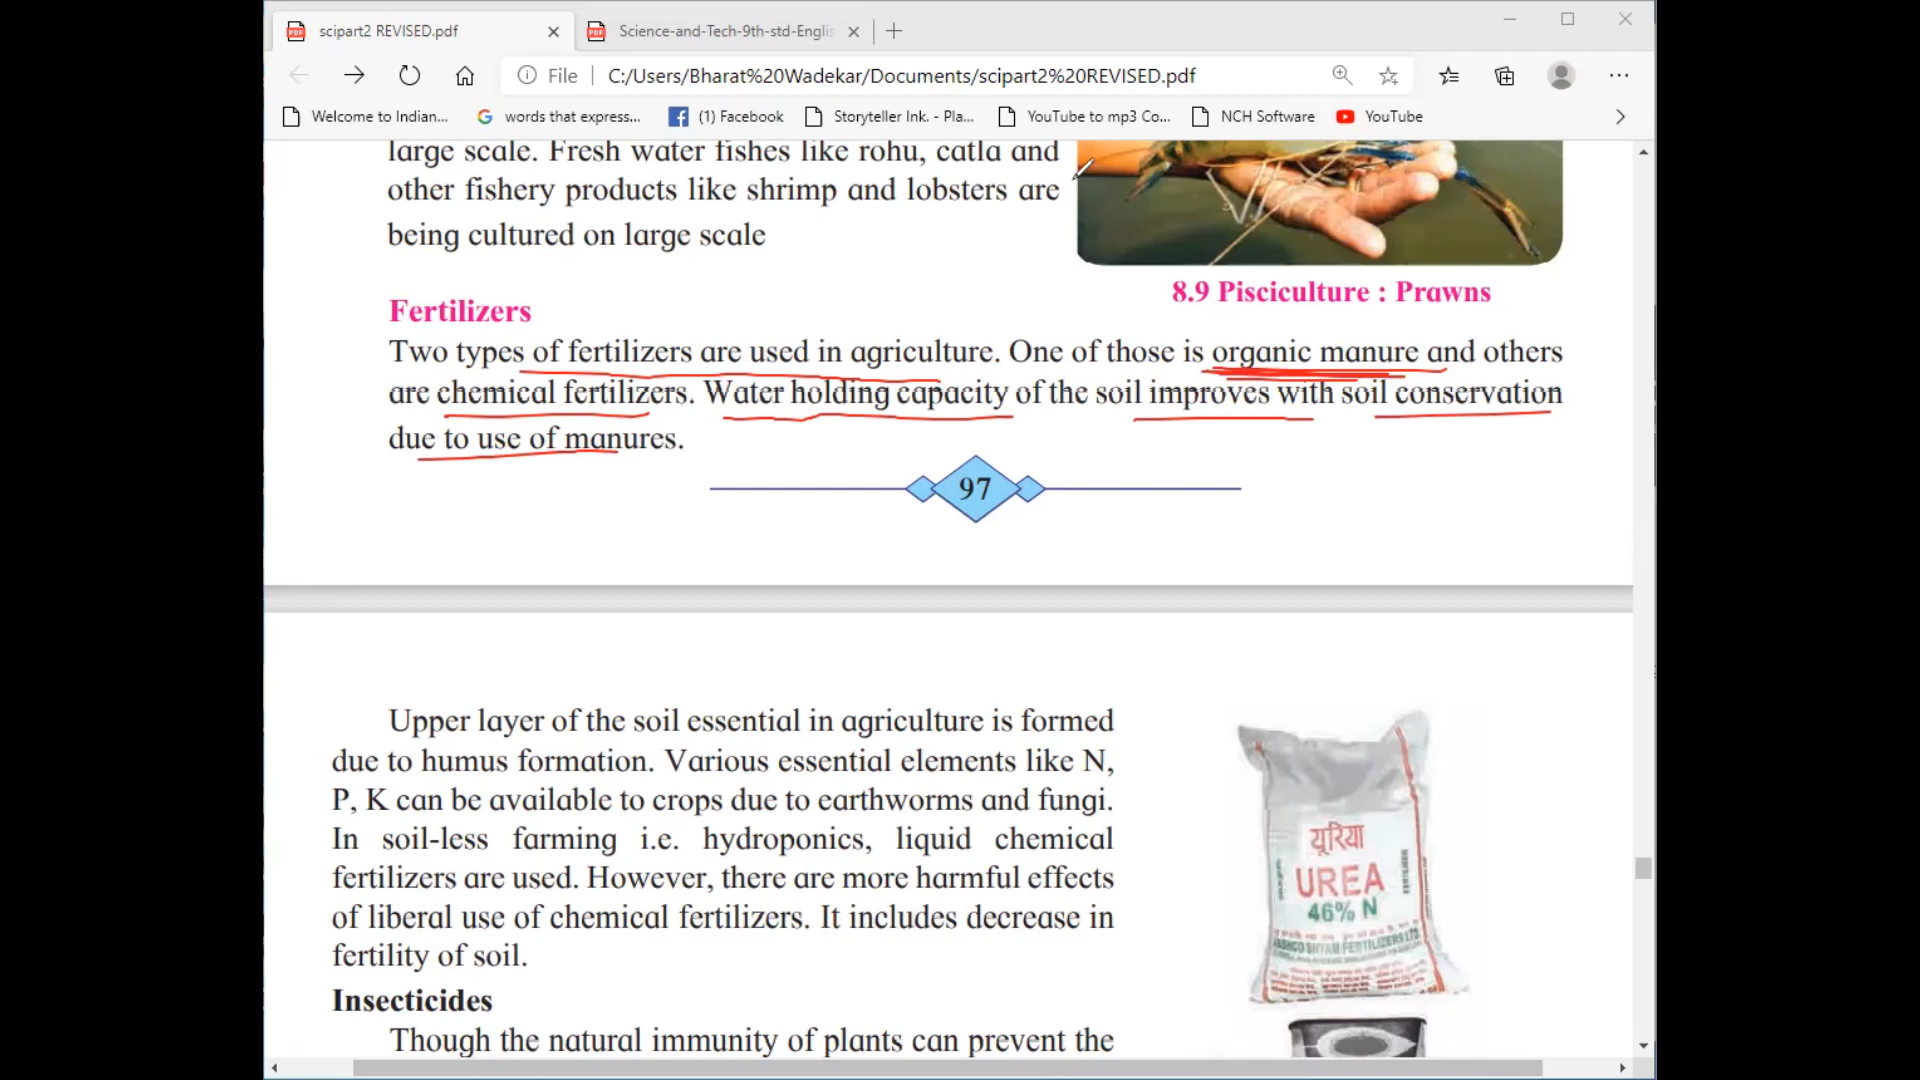 scipart2 REVISED.pdf
Science-and-Tech-9th-std-Englis
File
C:/Users/Bharat%20Wadekar/Documents/scipart2%20REVISED.pdf
Welcome to Indian...
words that express...
(1) Facebook
Storyteller Ink. - Pla...
YouTube to mp3 Co...
NCH Software
YouTube
large scale. Fresh water fishes like rohu, catla and
other fishery products like shrimp and lobsters are
being cultured on large scale
8.9 Pisciculture : Prawns
Fertilizers
Two types of fertilizers are used in agriculture. One of those is organic manure and others
are chemical fertilizers. Water holding capacity of the soil improves with soil conservation
due to use of manures.
97
Upper layer of the soil essential in agriculture is formed
due to humus formation. Various essential elements like N,
P, K can be available to crops due to earthworms and fungi.
In soil-less farming i.e. hydroponics, liquid chemical
fertilizers are used. However, there are more harmful effects
of liberal use of chemical fertilizers. It includes decrease in
fertility of soil.
यूरिया
UREA
46% N
SHYAM FERTILIZERS LTD
Insecticides
Though the natural immunity of plants can prevent the